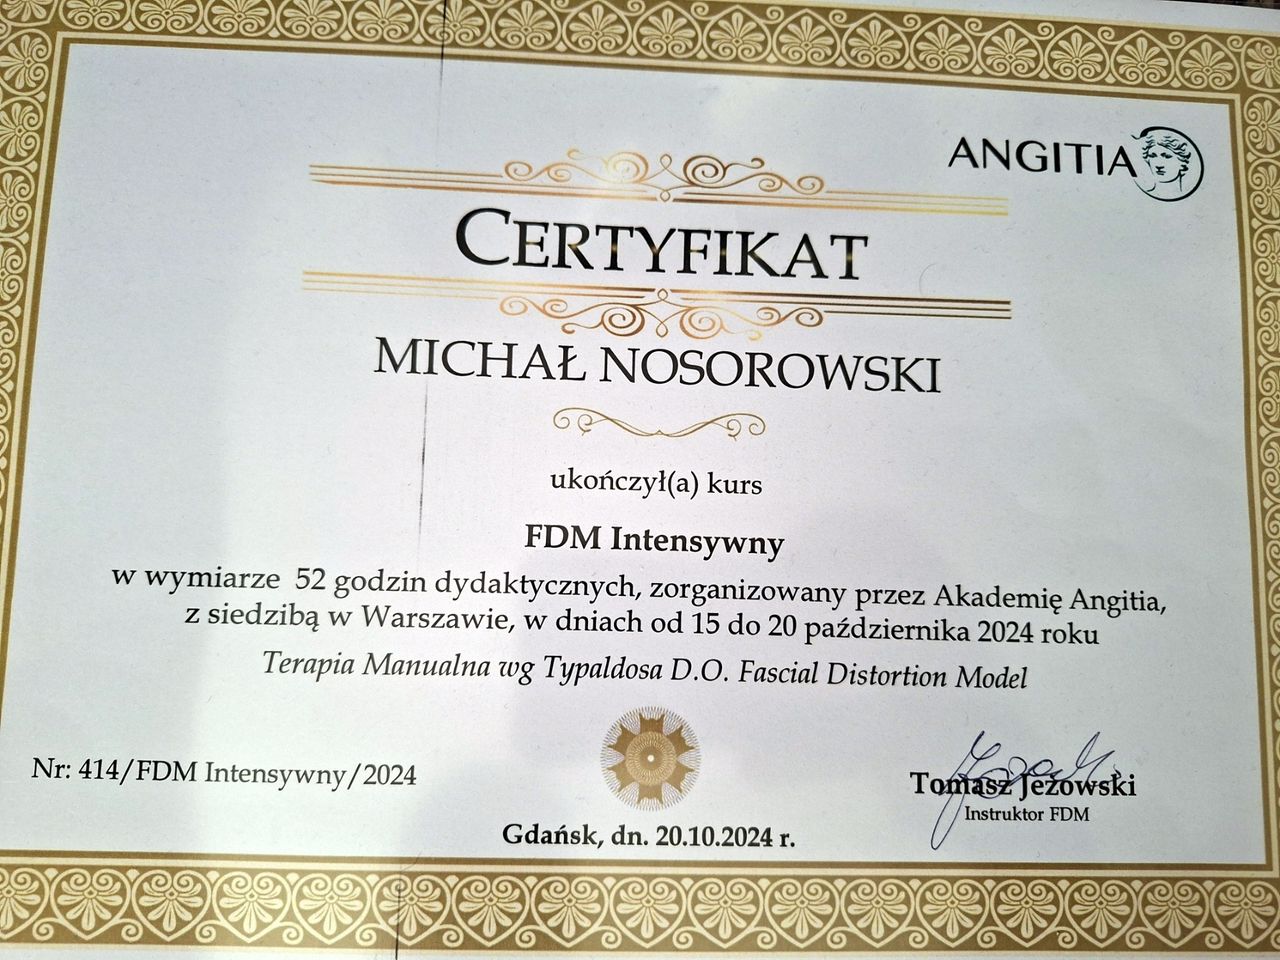 ANGITIA
CERTYFIKAT
MICHAŁ NOSOROWSKI
ukończył(a) kurs
FDM Intensywny
w wymiarze 52 godzin dydaktycznych, zorganizowany przez Akademię Angitia,
z siedzibą w Warszawie, w dniach od 15 do 20 października 2024 roku
Terapia Manualna wg Typaldosa D.O. Fascial Distortion Model
Nr: 414/FDM Intensywny/2024
Tomasz Jeżowski
Instruktor FDM
Gdańsk, dn. 20.10.2024 r.